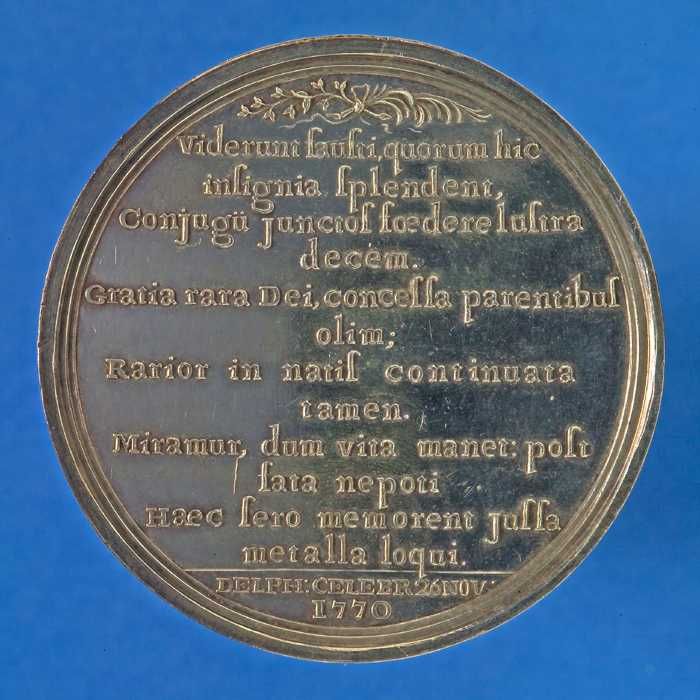 Viderunt fauſti, quorum hic
inſignia ſplendent,
Conjugii junctoſ fœdere luſtra
decem.
Gratia rara Dei, conceſſa parentibuſ
olim;
Rarior in natiſ continuata
tamen.
Miramur, dum vita manet: poſt
fata nepoti
Haec ſero memorent juſſa
metalla loqui.
DELPH: CELEBR 26 NOV:
1770